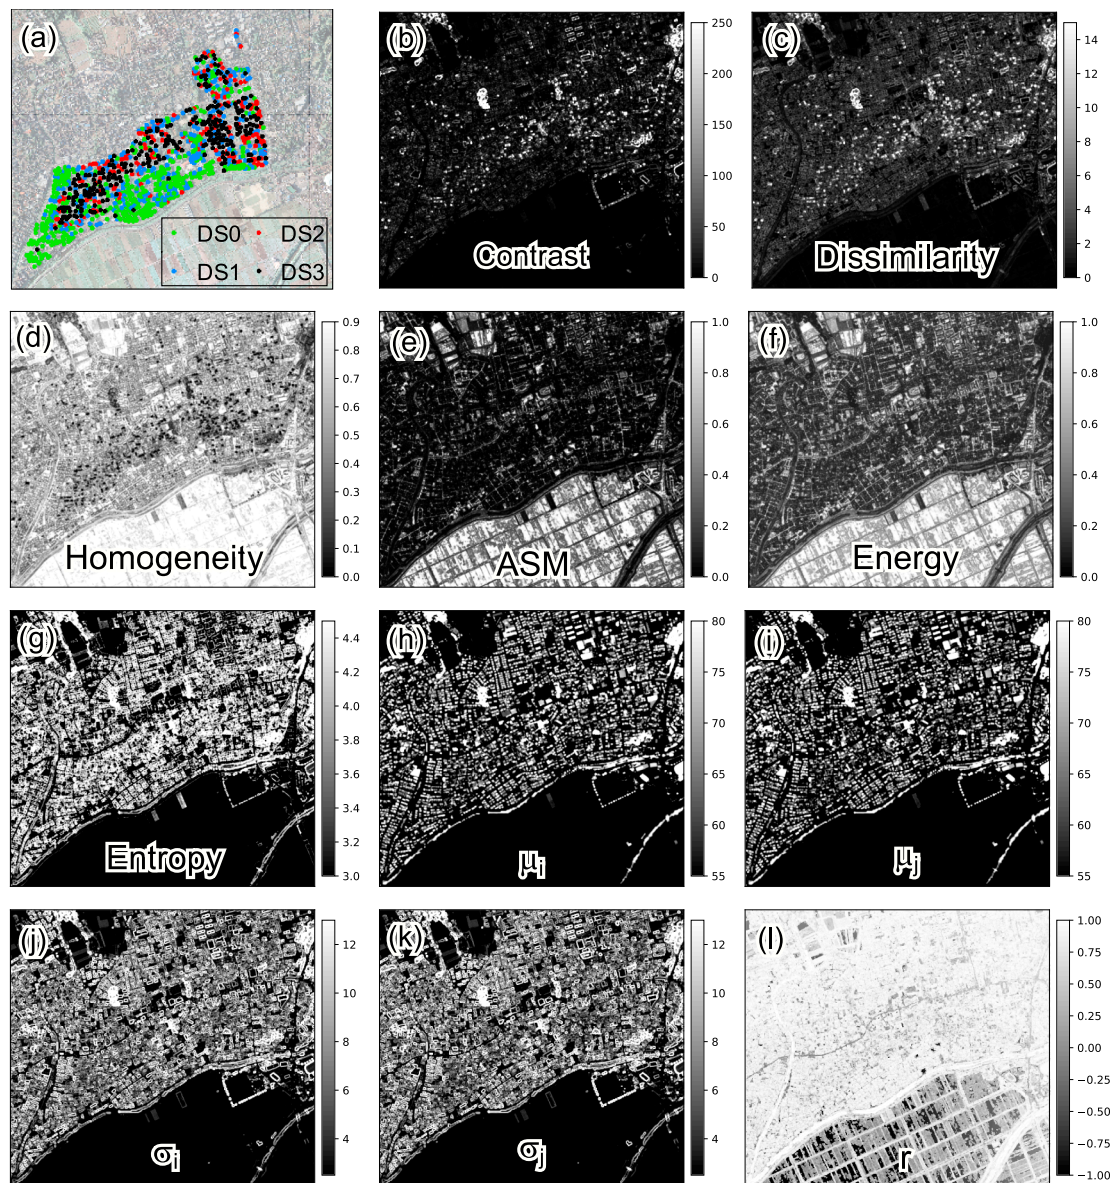 (a)
DS0
DS2
DS1
DS3
(b)
Contrast
250
200
150
100
50
0
(c)
Dissimilarity
14
12
10
8
6
4
2
0
(d)
Homogeneity
0.9
0.8
0.7
0.6
0.5
0.4
0.3
0.2
0.1
0.0
(e)
ASM
1.0
0.8
0.6
0.4
0.2
0.0
(f)
Energy
1.0
0.8
0.6
0.4
0.2
0.0
(g)
Entropy
4.4
4.2
4.0
3.8
3.6
3.4
3.2
3.0
(h)
μi
80
75
70
65
60
55
(i)
μj
80
75
70
65
60
55
(j)
σi
12
10
8
6
4
(k)
σj
12
10
8
6
4
(l)
r
1.00
0.75
0.50
0.25
0.00
−0.25
−0.50
−0.75
−1.00